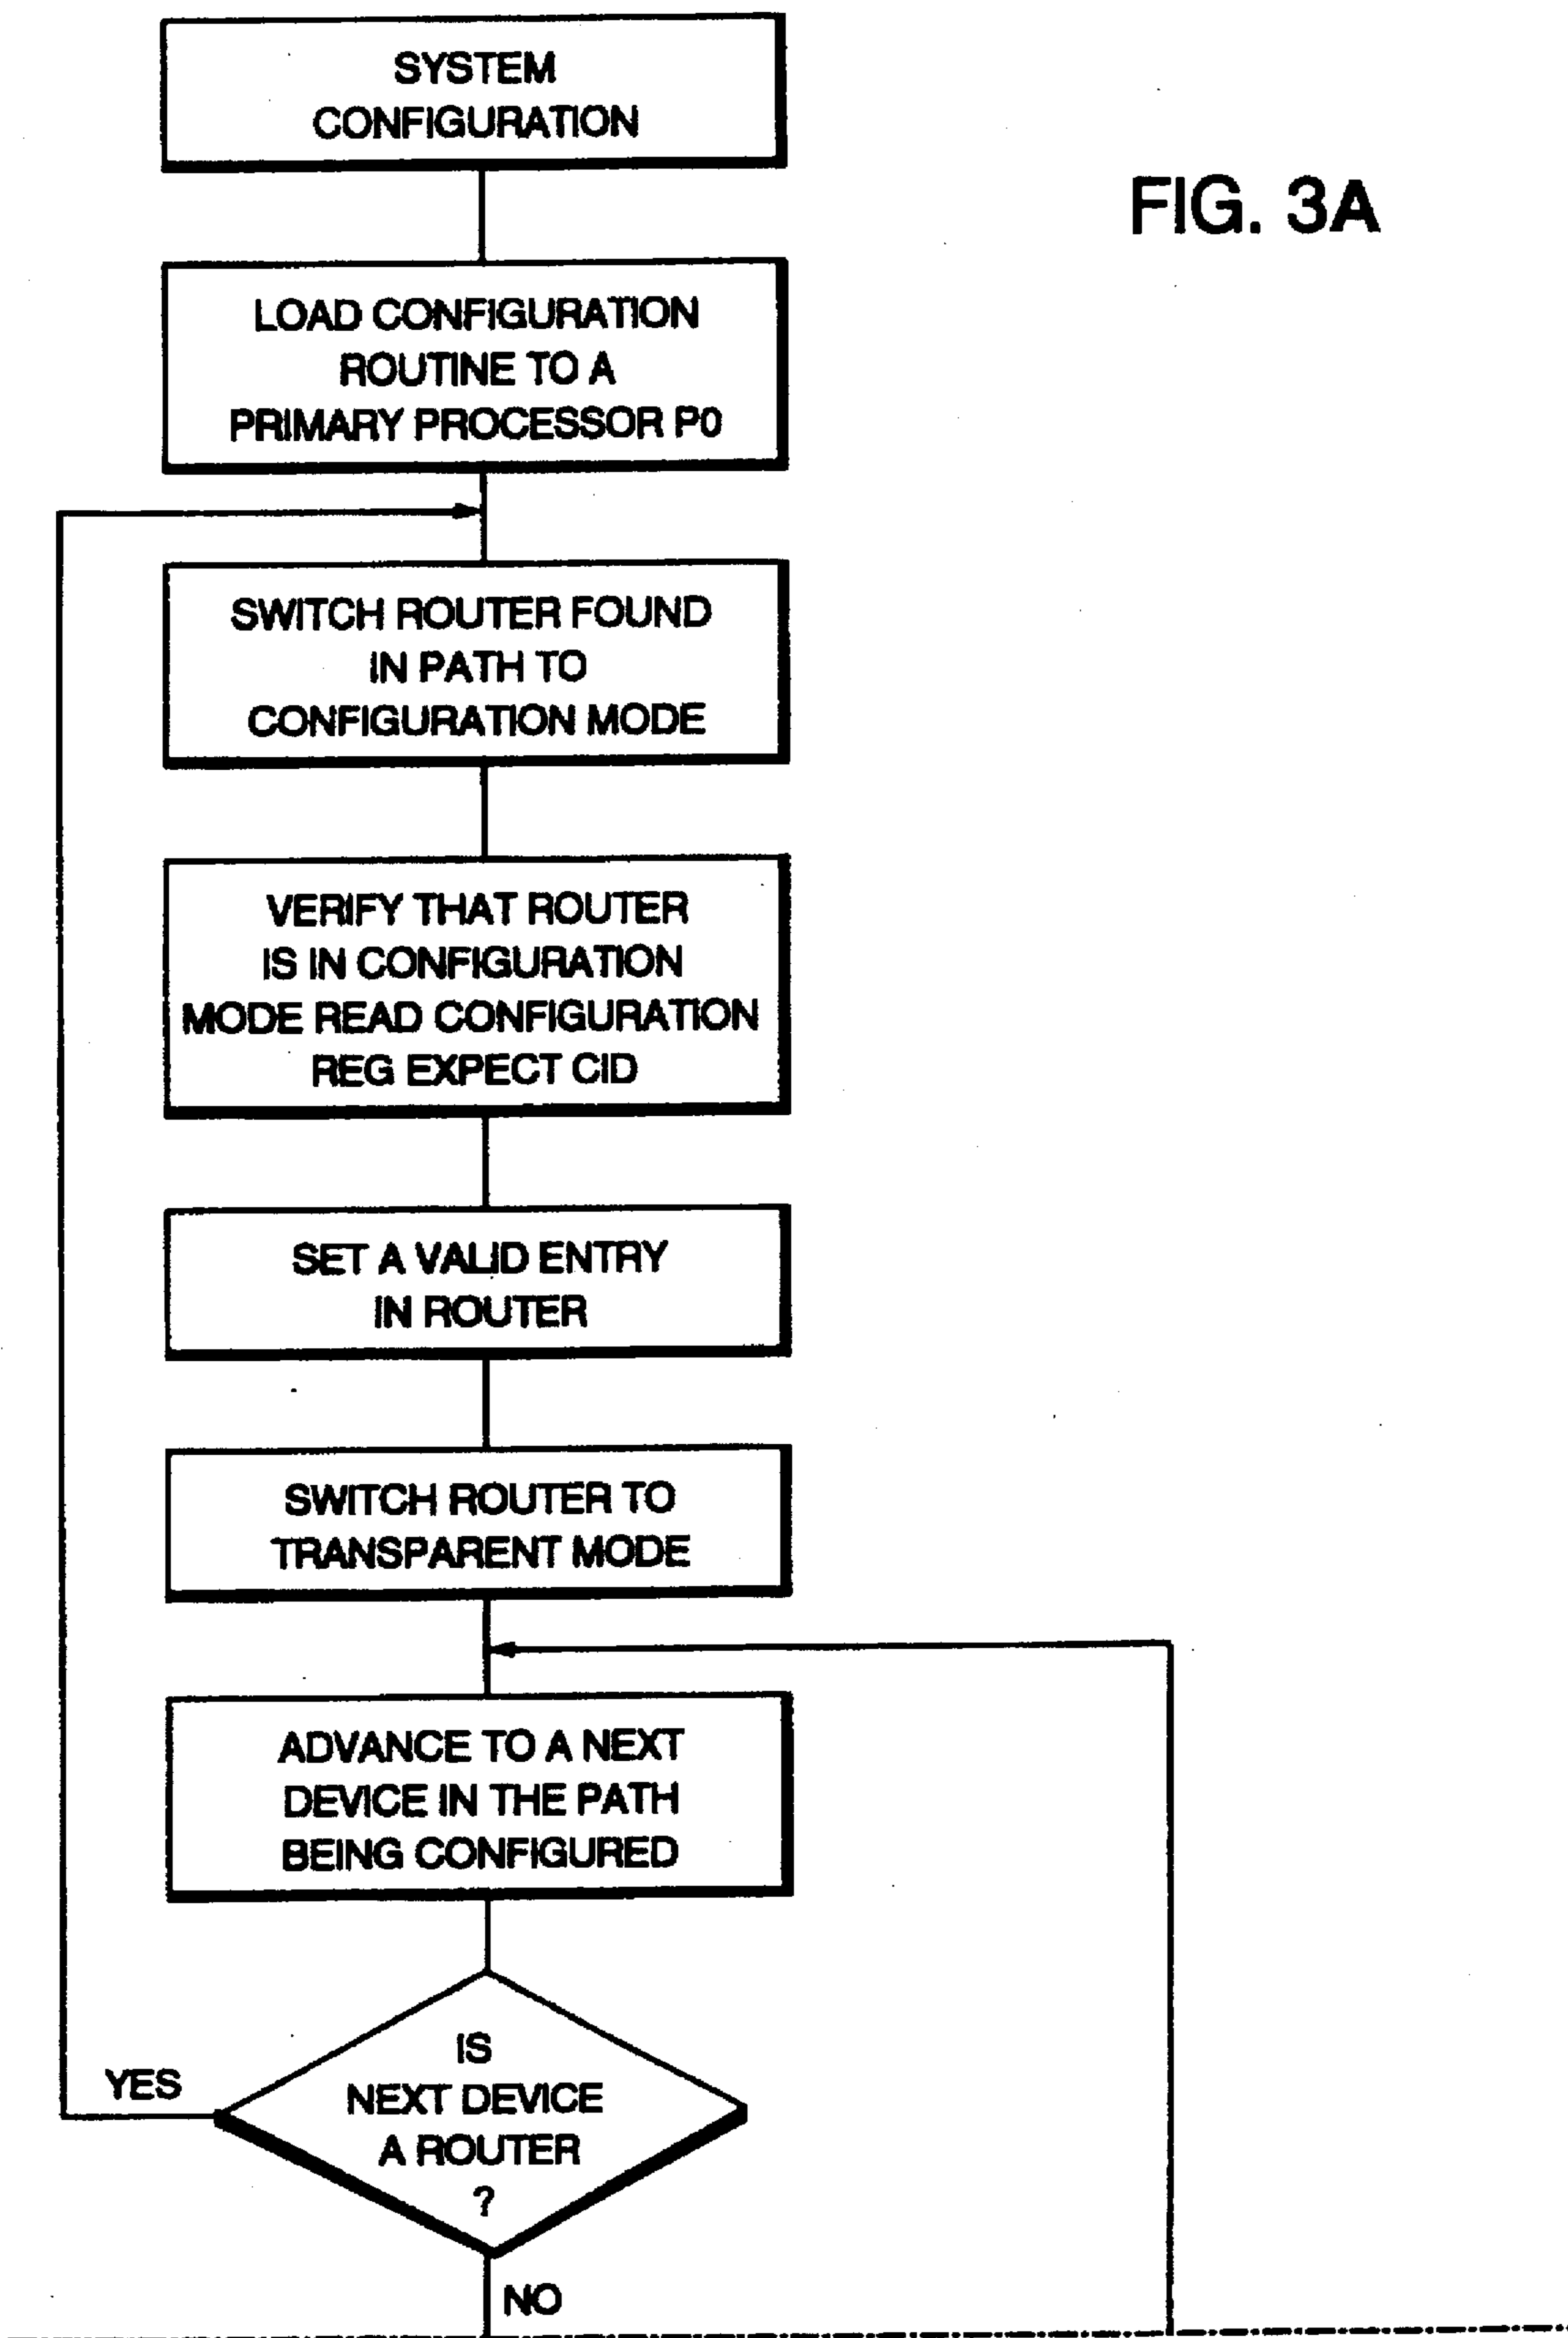 SYSTEM
CONFIGURATION
FIG. 3A
LOAD CONFIGURATION
ROUTINE TO A
PRIMARY PROCESSOR P0
SWITCH ROUTER FOUND
IN PATH TO
CONFIGURATION MODE
VERIFY THAT ROUTER
IS IN CONFIGURATION
MODE READ CONFIGURATION
REG EXPECT CID
SET A VALID ENTRY
IN ROUTER
SWITCH ROUTER TO
TRANSPARENT MODE
ADVANCE TO A NEXT
DEVICE IN THE PATH
BEING CONFIGURED
IS
NEXT DEVICE
A ROUTER
?
YES
NO